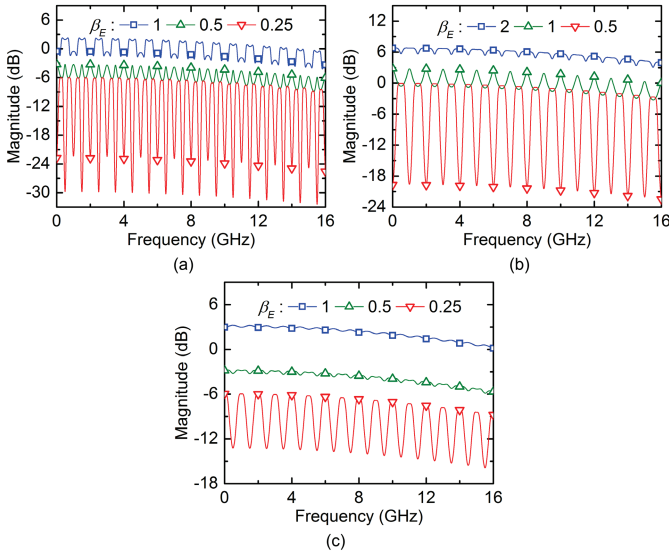 β_E : 1 0.5 0.25
6
0
-6
-12
-18
-24
-30
Magnitude (dB)
0 4 8 12 16
Frequency (GHz)
(a)
β_E : 2 1 0.5
12
6
0
-6
-12
-18
-24
Magnitude (dB)
0 4 8 12 16
Frequency (GHz)
(b)
β_E : 1 0.5 0.25
6
0
-6
-12
-18
Magnitude (dB)
0 4 8 12 16
Frequency (GHz)
(c)